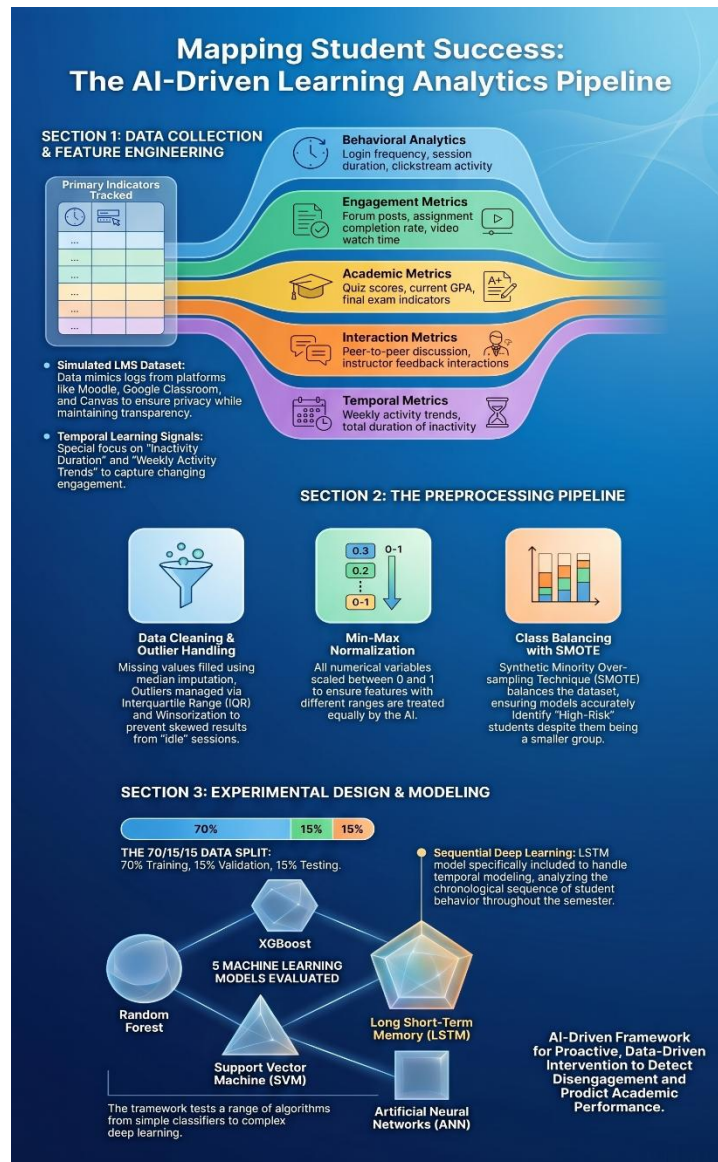 Mapping Student Success:
The AI-Driven Learning Analytics Pipeline
SECTION 1: DATA COLLECTION
& FEATURE ENGINEERING
Primary Indicators
Tracked
...
...
...
...
...
...
Behavioral Analytics
Login frequency, session
duration, clickstream activity
Engagement Metrics
Forum posts, assignment
completion rate, video
watch time
Academic Metrics
Quiz scores, current GPA,
final exam indicators
A+
Interaction Metrics
Peer-to-peer discussion,
instructor feedback interactions
Temporal Metrics
Weekly activity trends,
total duration of inactivity
• Simulated LMS Dataset:
Data mimics logs from platforms
like Moodle, Google Classroom,
and Canvas to ensure privacy while
maintaining transparency.
• Temporal Learning Signals:
Special focus on "Inactivity
Duration" and "Weekly Activity
Trends" to capture changing
engagement.
SECTION 2: THE PREPROCESSING PIPELINE
Data Cleaning &
Outlier Handling
Missing values filled using
median imputation,
Outliers managed via
Interquartile Range (IQR)
and Winsorization to
prevent skewed results
from "idle" sessions.
0.3 0-1
0.2
0-1
Min-Max
Normalization
All numerical variables
scaled between 0 and 1
to ensure features with
different ranges are treated
equally by the AI.
Class Balancing
with SMOTE
Synthetic Minority Over-
sampling Technique (SMOTE)
balances the dataset,
ensuring models accurately
Identify "High-Risk"
students despite them being
a smaller group.
SECTION 3: EXPERIMENTAL DESIGN & MODELING
70% 15% 15%
THE 70/15/15 DATA SPLIT:
70% Training, 15% Validation, 15% Testing.
Sequential Deep Learning: LSTM
model specifically included to handle
temporal modeling, analyzing the
chronological sequence of student
behavior throughout the semester.
XGBoost
5 MACHINE LEARNING
MODELS EVALUATED
Random
Forest
Support Vector
Machine (SVM)
Long Short-Term
Memory (LSTM)
Artificial Neural
Networks (ANN)
The tramework tests a range of algorithms
from simple classifiers to complex
deep learning.
AI-Driven Framework
for Proactive, Data-Driven
Intervention to Detect
Disengagement and
Prodict Academic
Performance.